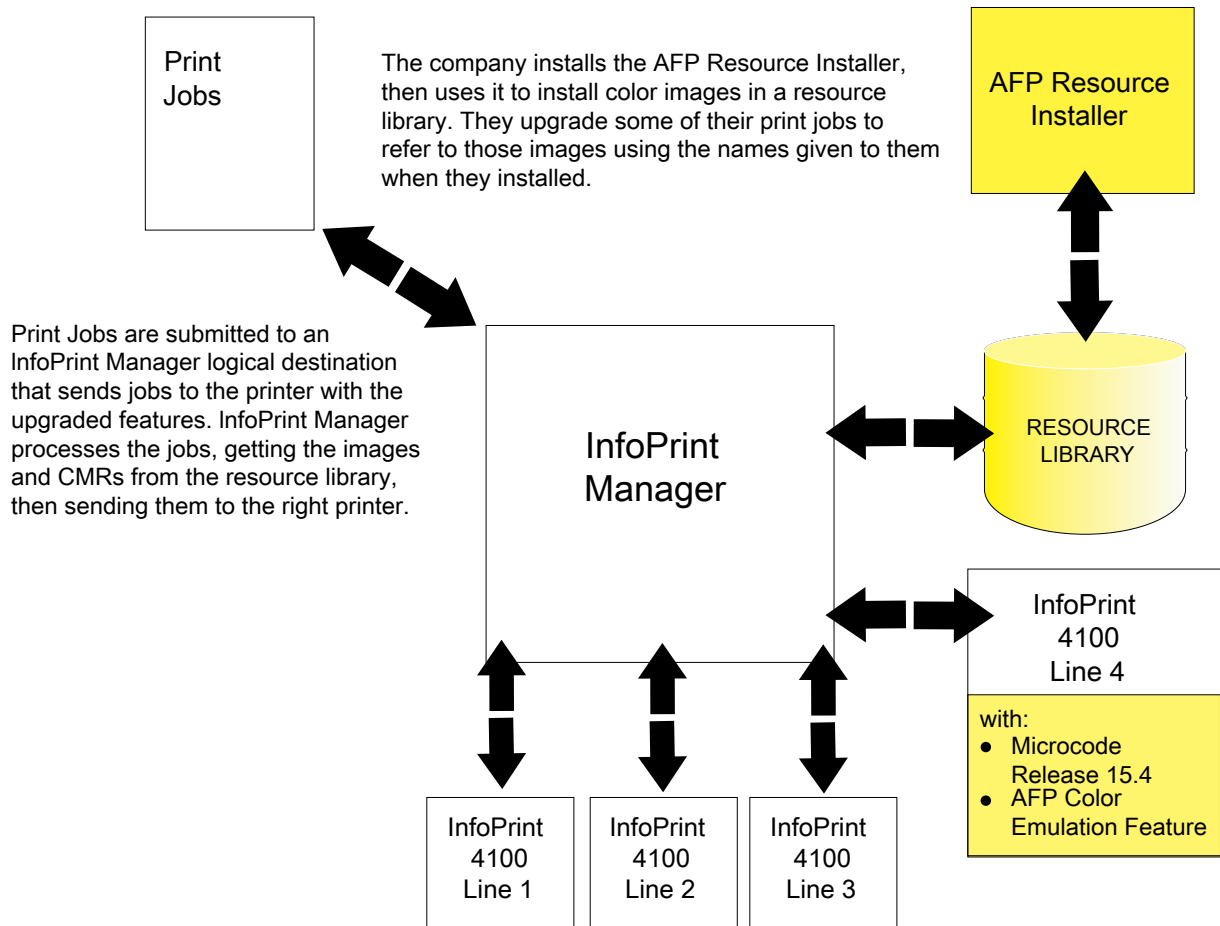 Print
Jobs
The company installs the AFP Resource Installer,
then uses it to install color images in a resource
library. They upgrade some of their print jobs to
refer to those images using the names given to them
when they installed.
AFP Resource
Installer
Print Jobs are submitted to an
InfoPrint Manager logical destination
that sends jobs to the printer with the
upgraded features. InfoPrint Manager
processes the jobs, getting the images
and CMRs from the resource library,
then sending them to the right printer.
InfoPrint
Manager
RESOURCE
LIBRARY
InfoPrint
4100
Line 4
with:
● Microcode
Release 15.4
● AFP Color
Emulation Feature
InfoPrint
4100
Line 1
InfoPrint
4100
Line 2
InfoPrint
4100
Line 3